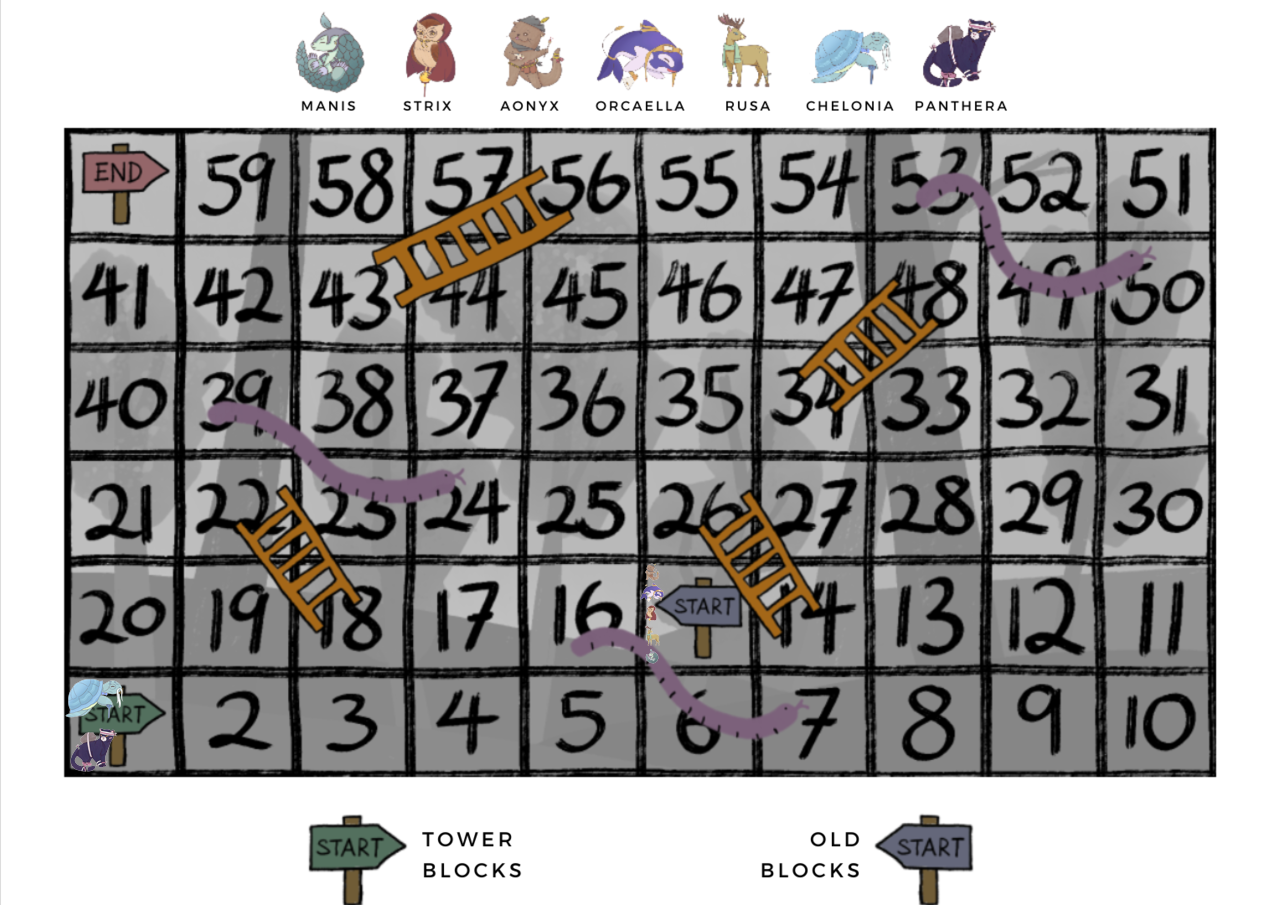 MANIS STRIX AONYX ORCAELLA RUSA CHELONIA PANTHERA
END 59 58 57 56 55 54 53 52 51
41 42 43 44 45 46 47 48 49 50
40 39 38 37 36 35 34 33 32 31
21 22 23 24 25 26 27 28 29 30
20 19 18 17 16 START 14 13 12 11
START 2 3 4 5 6 7 8 9 10
START TOWER BLOCKS
OLD BLOCKS START